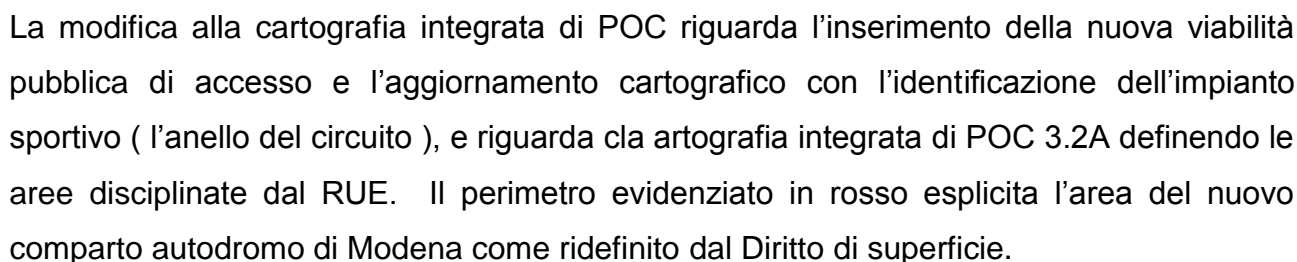 La modifica alla cartografia integrata di POC riguarda l’inserimento della nuova viabilità
pubblica di accesso e l’aggiornamento cartografico con l’identificazione dell’impianto
sportivo ( l’anello del circuito ), e riguarda cla artografia integrata di POC 3.2A definendo le
aree disciplinate dal RUE.  Il perimetro evidenziato in rosso esplicita l’area del nuovo
comparto autodromo di Modena come ridefinito dal Diritto di superficie.